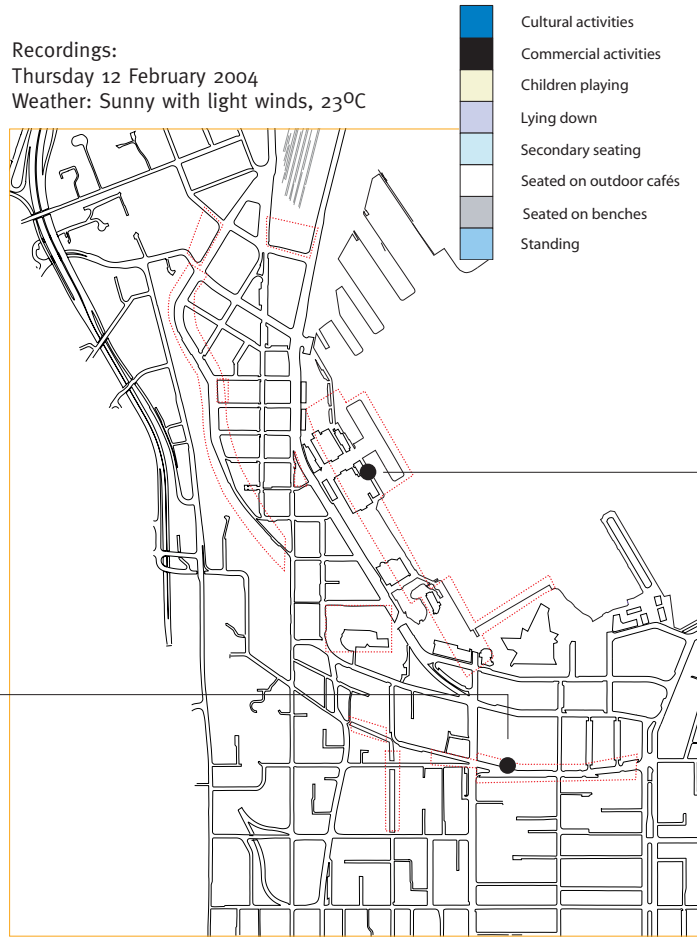 Recordings:
Thursday 12 February 2004
Weather: Sunny with light winds, 23ºC
Cultural activities
Commercial activities
Children playing
Lying down
Secondary seating
Seated on outdoor cafés
Seated on benches
Standing